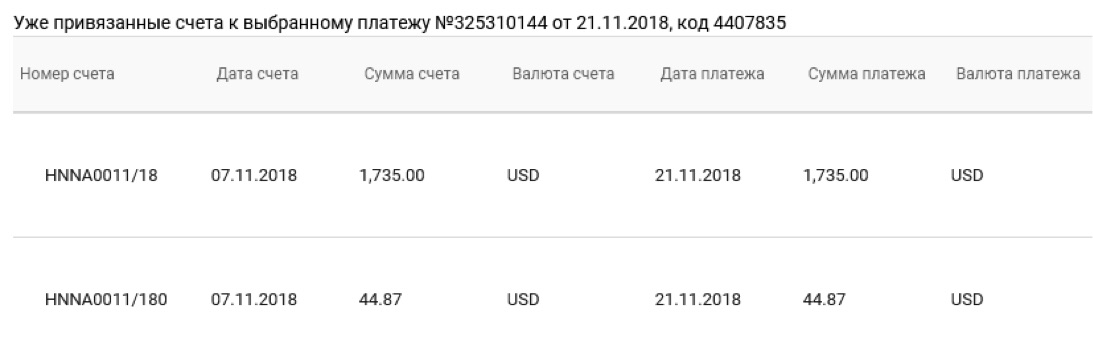 Уже привязанные счета к выбранному платежу №325310144 от 21.11.2018, код 4407835
Номер счета Дата счета Сумма счета Валюта счета Дата платежа Сумма платежа Валюта платежа
HNNA0011/18 07.11.2018 1,735.00 USD 21.11.2018 1,735.00 USD
HNNA0011/180 07.11.2018 44.87 USD 21.11.2018 44.87 USD